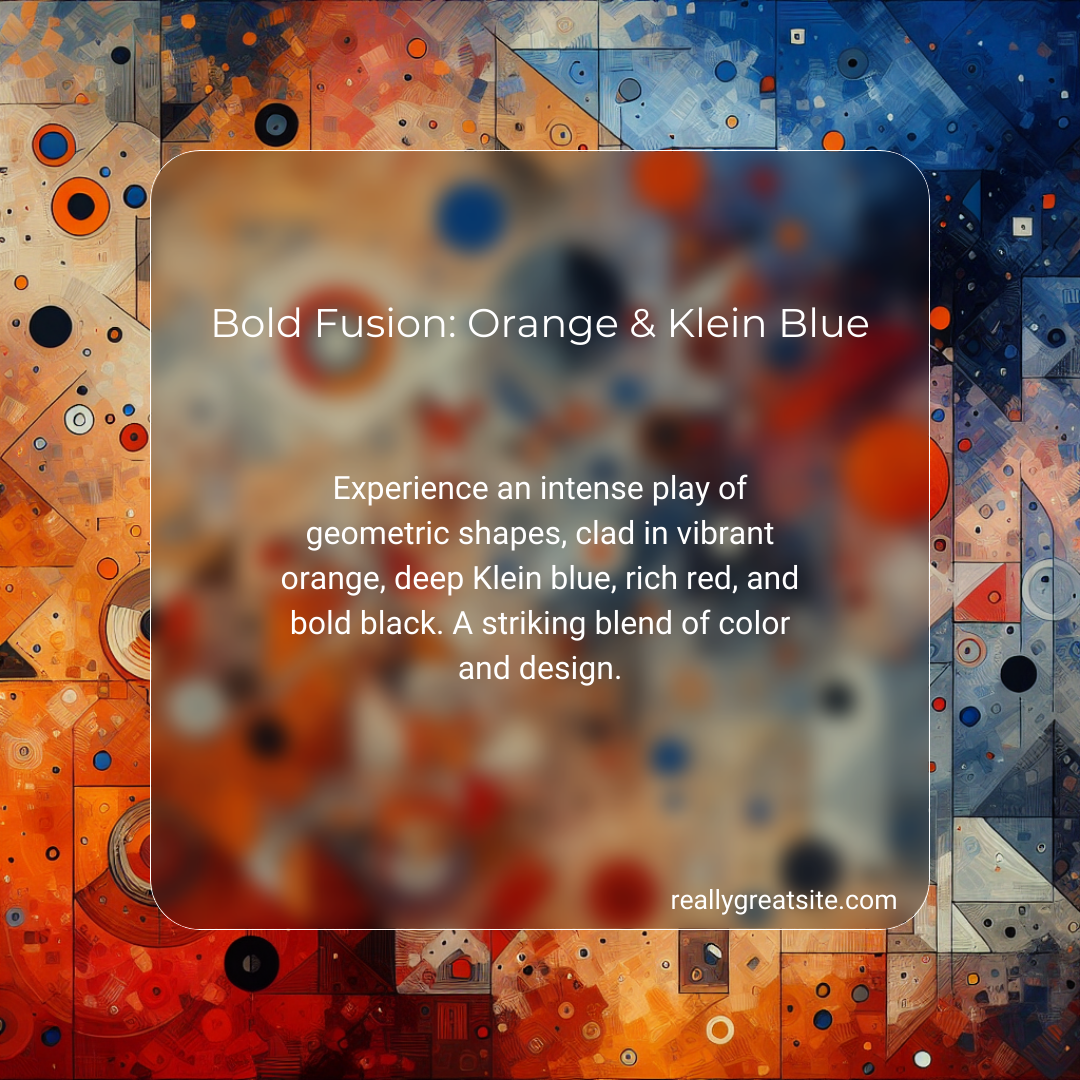 Bold Fusion: Orange & Klein Blue
Experience an intense play of
geometric shapes, clad in vibrant
orange, deep Klein blue, rich red, and
bold black. A striking blend of color
and design.
reallygreatsite.com